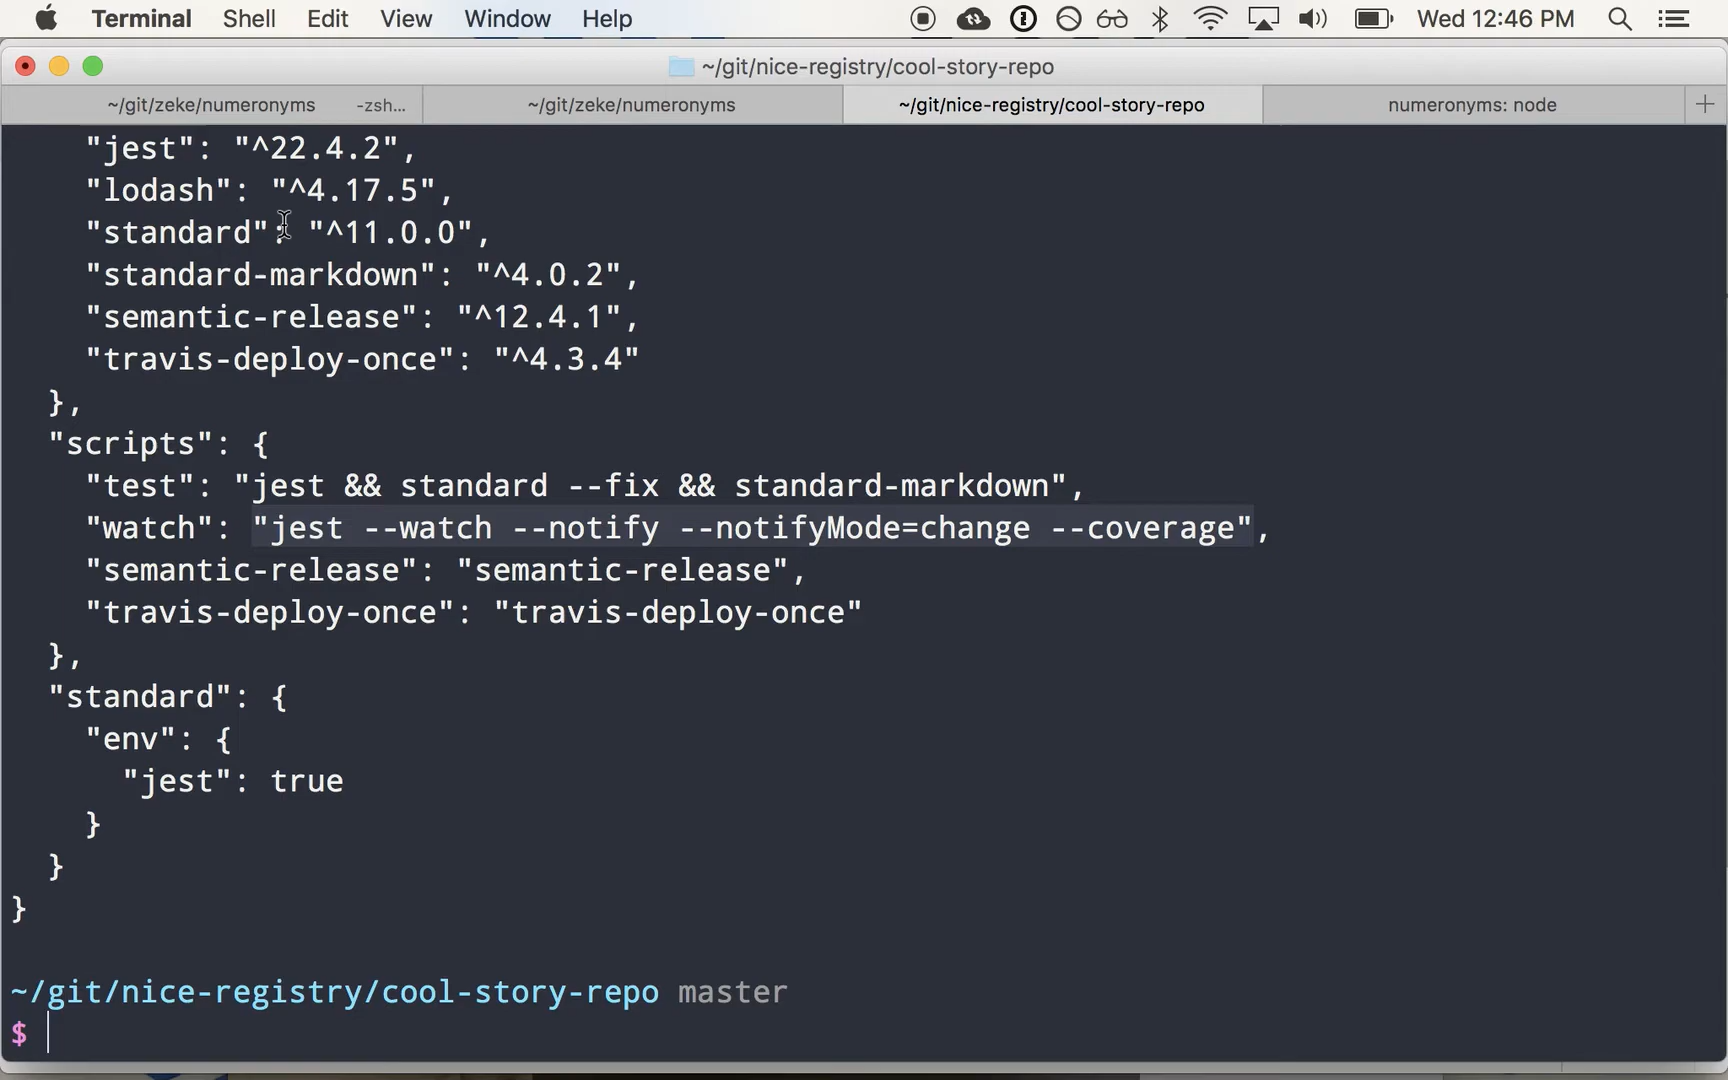 Terminal Shell Edit View Window Help Wed 12:46 PM
~/git/nice-registry/cool-story-repo
~/git/zeke/numeronyms -zsh... ~/git/zeke/numeronyms ~/git/nice-registry/cool-story-repo numeronyms: node +
"jest": "^22.4.2",
"lodash": "^4.17.5",
"standard": "^11.0.0",
"standard-markdown": "^4.0.2",
"semantic-release": "^12.4.1",
"travis-deploy-once": "^4.3.4"
},
"scripts": {
"test": "jest && standard --fix && standard-markdown",
"watch": "jest --watch --notify --notifyMode=change --coverage",
"semantic-release": "semantic-release",
"travis-deploy-once": "travis-deploy-once"
},
"standard": {
"env": {
"jest": true
}
}
}
~/git/nice-registry/cool-story-repo master
$